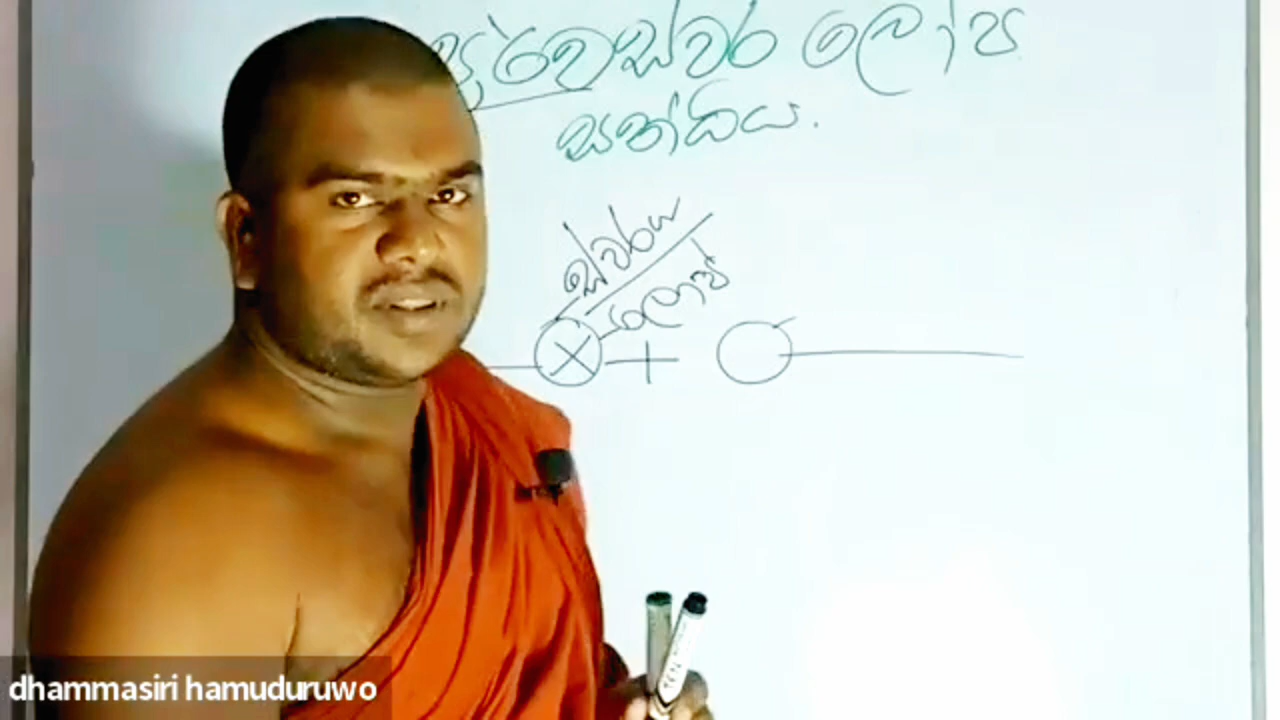 පූර්වෙස්වර ලෝප
සන්ධිය.
ස්වරය
ලොප්
dhammasiri hamuduruwo